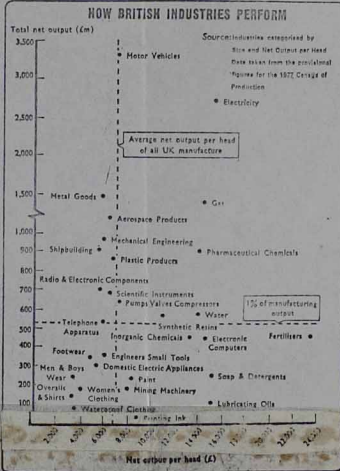 HOW BRITISH INDUSTRIES PERFORM
Total net output (£m)
Source: Industries categorised by
Size and Net Output per Head
Data taken from the provisional
figures for the 1977 Census of
Production
3,500
Motor Vehicles
3,000
Electricity
2,500
Average net output per head
of all UK manufacture
2,000
1,500
Metal Goods
Gas
Aerospace Products
1,000
Mechanical Engineering
Shipbuilding
Pharmaceutical Chemicals
900
Plastic Products
800
Radio & Electronic Components
700
Scientific Instruments
Pumps Valves Compressors
1% of manufacturing
output
600
Water
Telephone
Apparatus
Synthetic Resins
500
Inorganic Chemicals
Electronic
Computers
Fertilisers
400
Footwear
Engineers Small Tools
300
Men & Boys
Wear
Domestic Electric Appliances
Paint
Soap & Detergents
200
Overalls
& Shirts
Women's
Clothing
Mining Machinery
100
Waterproof Clothing
Lubricating Oils
Printing Ink
Net output per head (£)